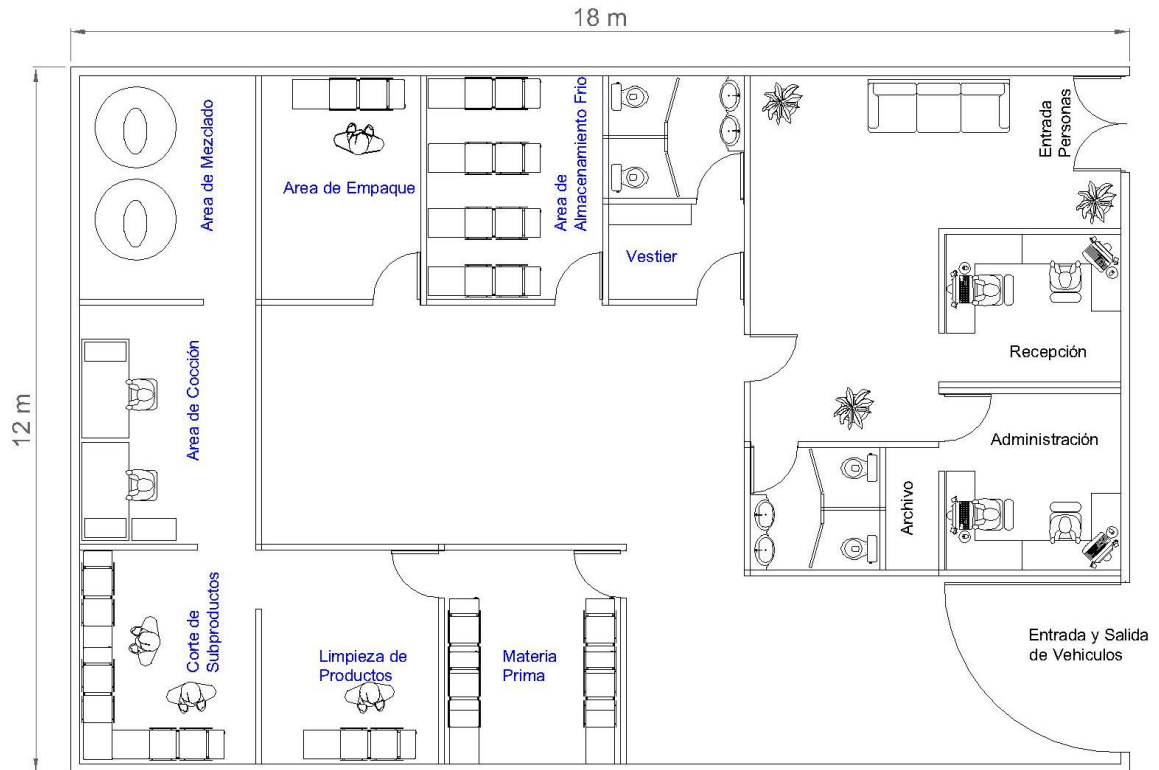 18 m
12 m
Area de Mezclado
Area de Empaque
Area de
Almacenamiento Frio
Vestier
Entrada
Personas
Recepción
Area de Cocción
Administración
Archivo
Corte de
Subproductos
Limpieza de
Productos
Materia
Prima
Entrada y Salida
de Vehiculos